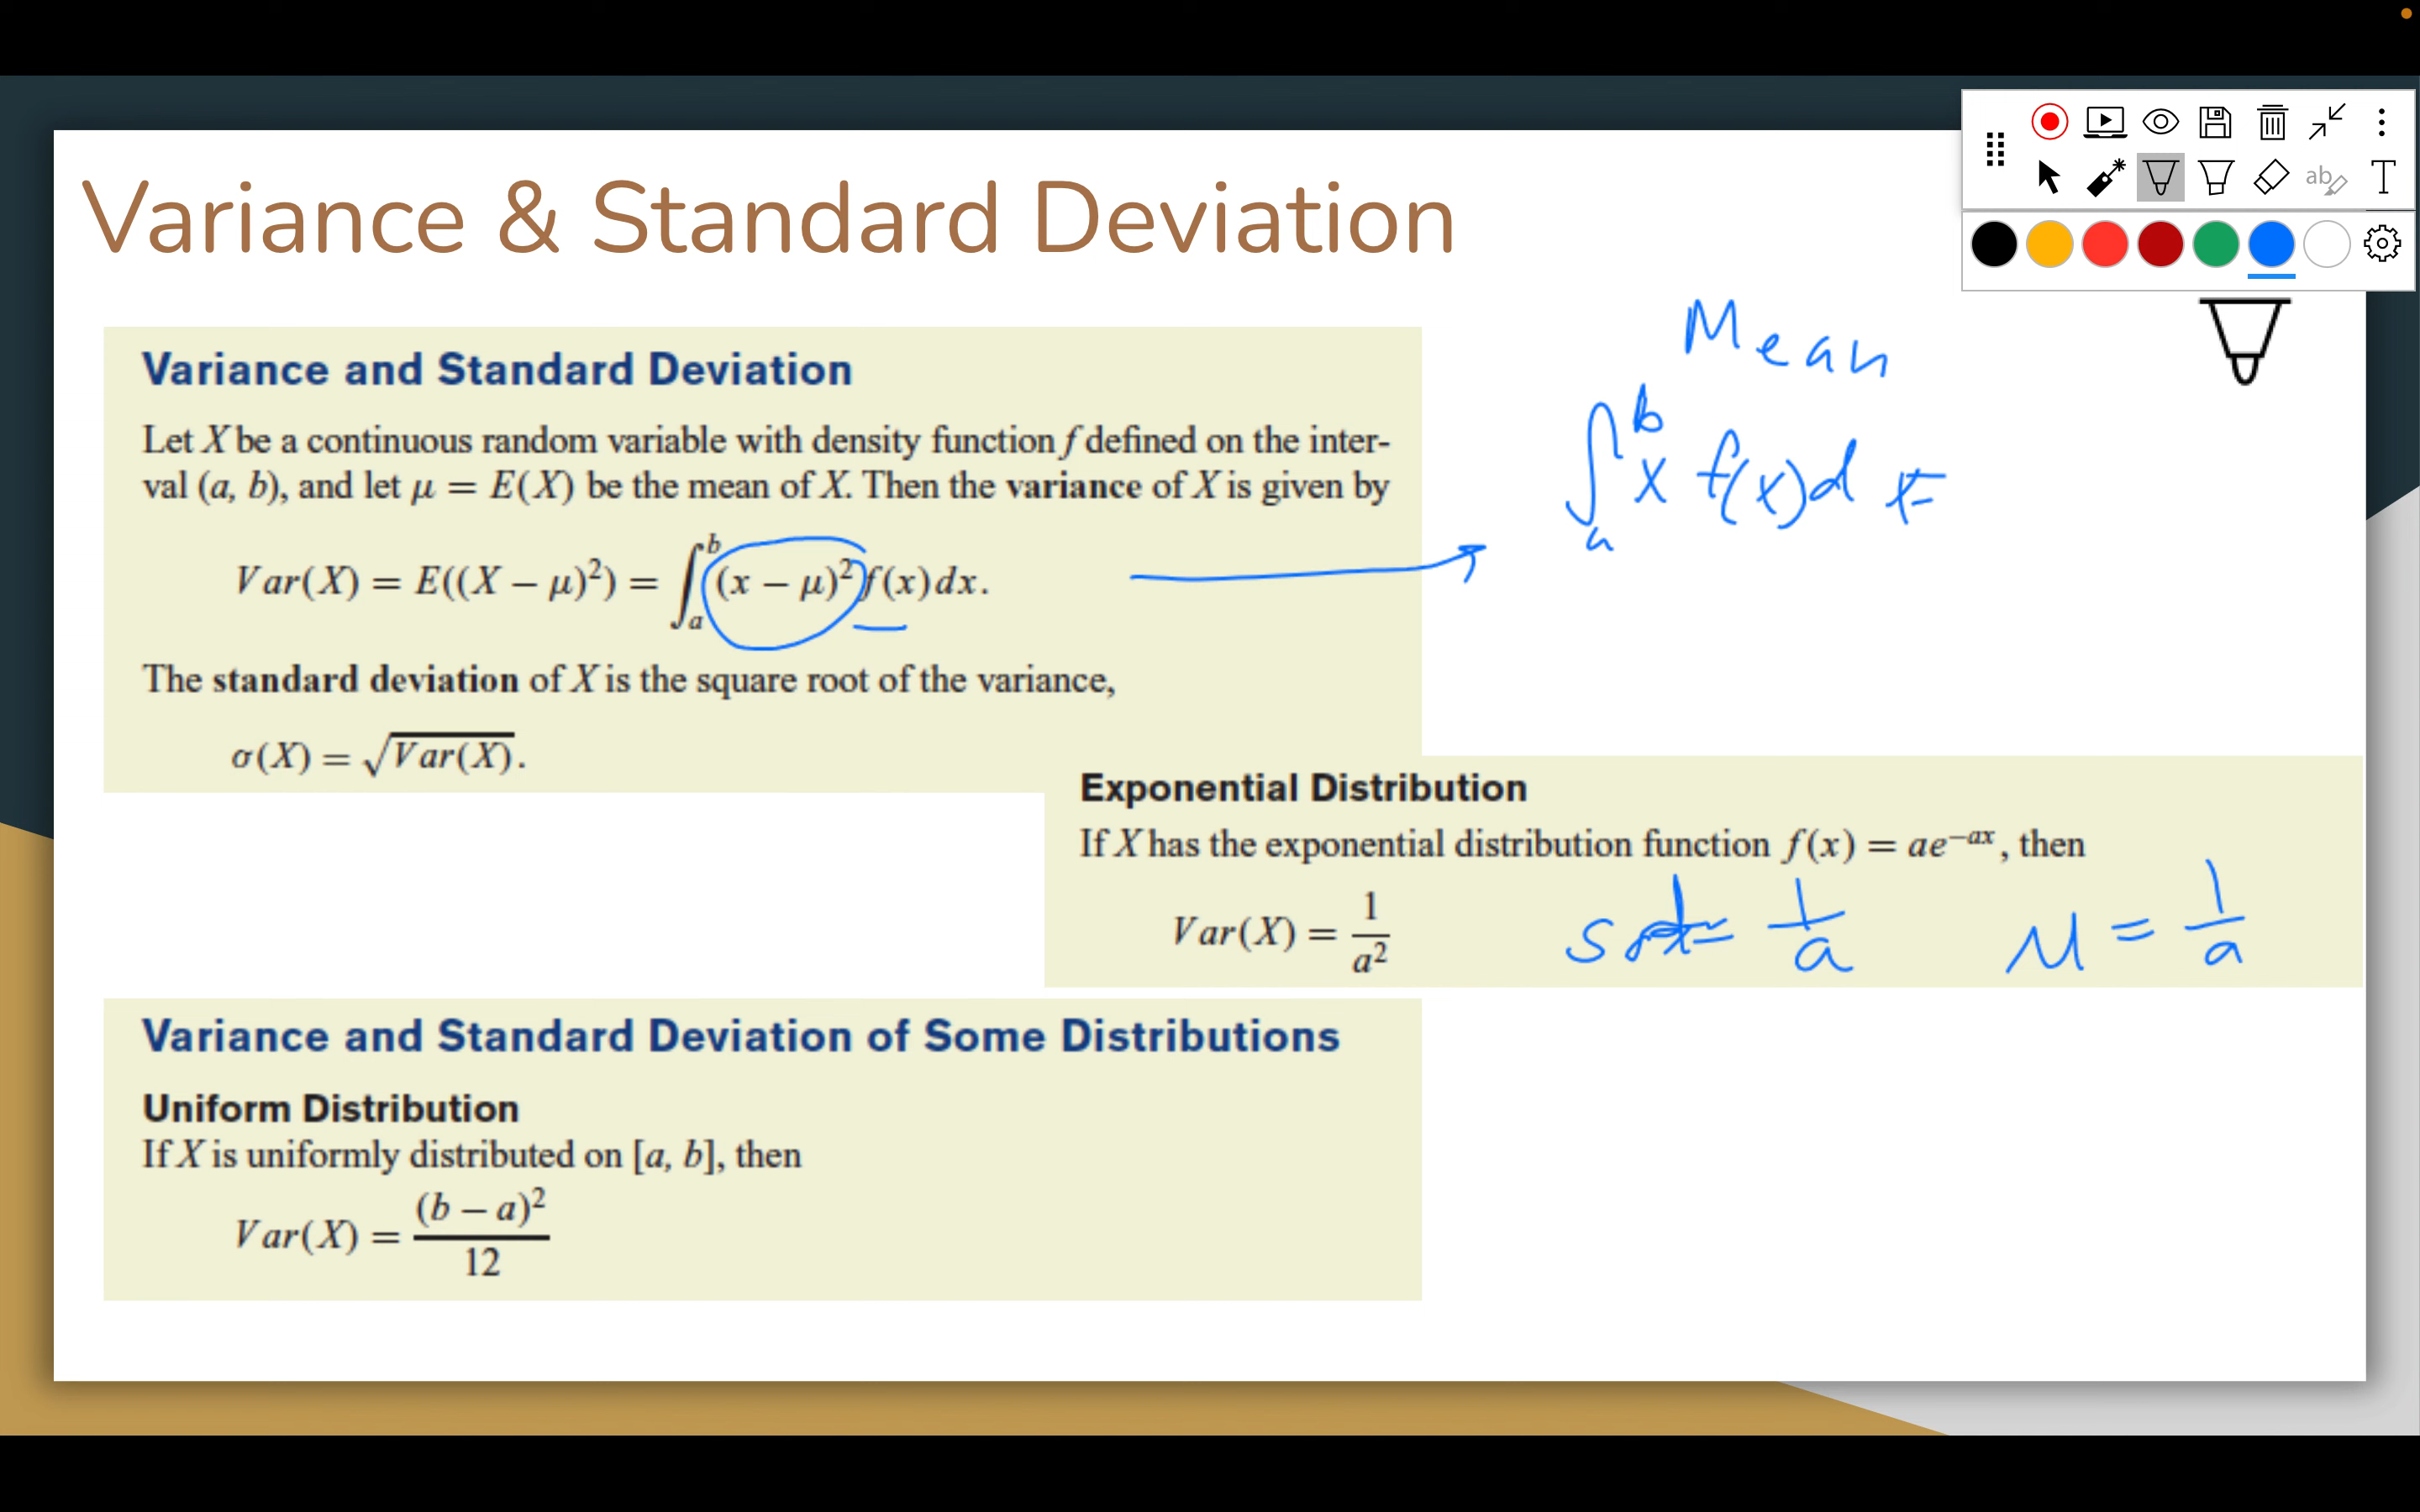 Variance & Standard Deviation
Variance and Standard Deviation
Let X be a continuous random variable with density function f defined on the inter-
val (a, b), and let μ = E(X) be the mean of X. Then the variance of X is given by
Var(X) = E((X − μ)²) = ∫_a^b (x − μ)² f(x) dx.
The standard deviation of X is the square root of the variance,
σ(X) = √Var(X).
Mean
∫_a^b x f(x) d x =
Exponential Distribution
If X has the exponential distribution function f(x) = ae^{−ax}, then
Var(X) = 1/a²
std = 1/a
M = 1/a
Variance and Standard Deviation of Some Distributions
Uniform Distribution
If X is uniformly distributed on [a, b], then
Var(X) = (b − a)²/12
ab
T